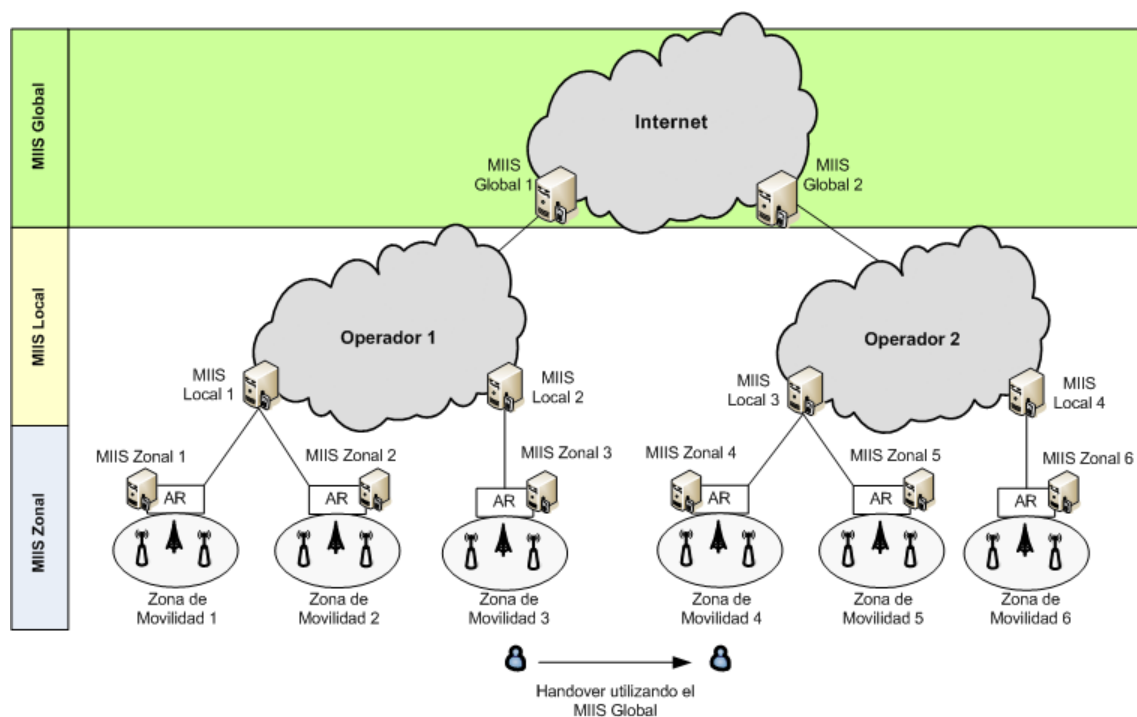 MIIS Global
Internet
MIIS
Global 1
MIIS
Global 2
MIIS Local
Operador 1
Operador 2
MIIS
Local 1
MIIS
Local 2
MIIS
Local 3
MIIS
Local 4
MIIS Zonal
MIIS Zonal 1
MIIS Zonal 2
MIIS Zonal 3
MIIS Zonal 4
MIIS Zonal 5
MIIS Zonal 6
AR
AR
AR
AR
AR
AR
Zona de
Movilidad 1
Zona de
Movilidad 2
Zona de
Movilidad 3
Zona de
Movilidad 4
Zona de
Movilidad 5
Zona de
Movilidad 6
Handover utilizando el
MIIS Global